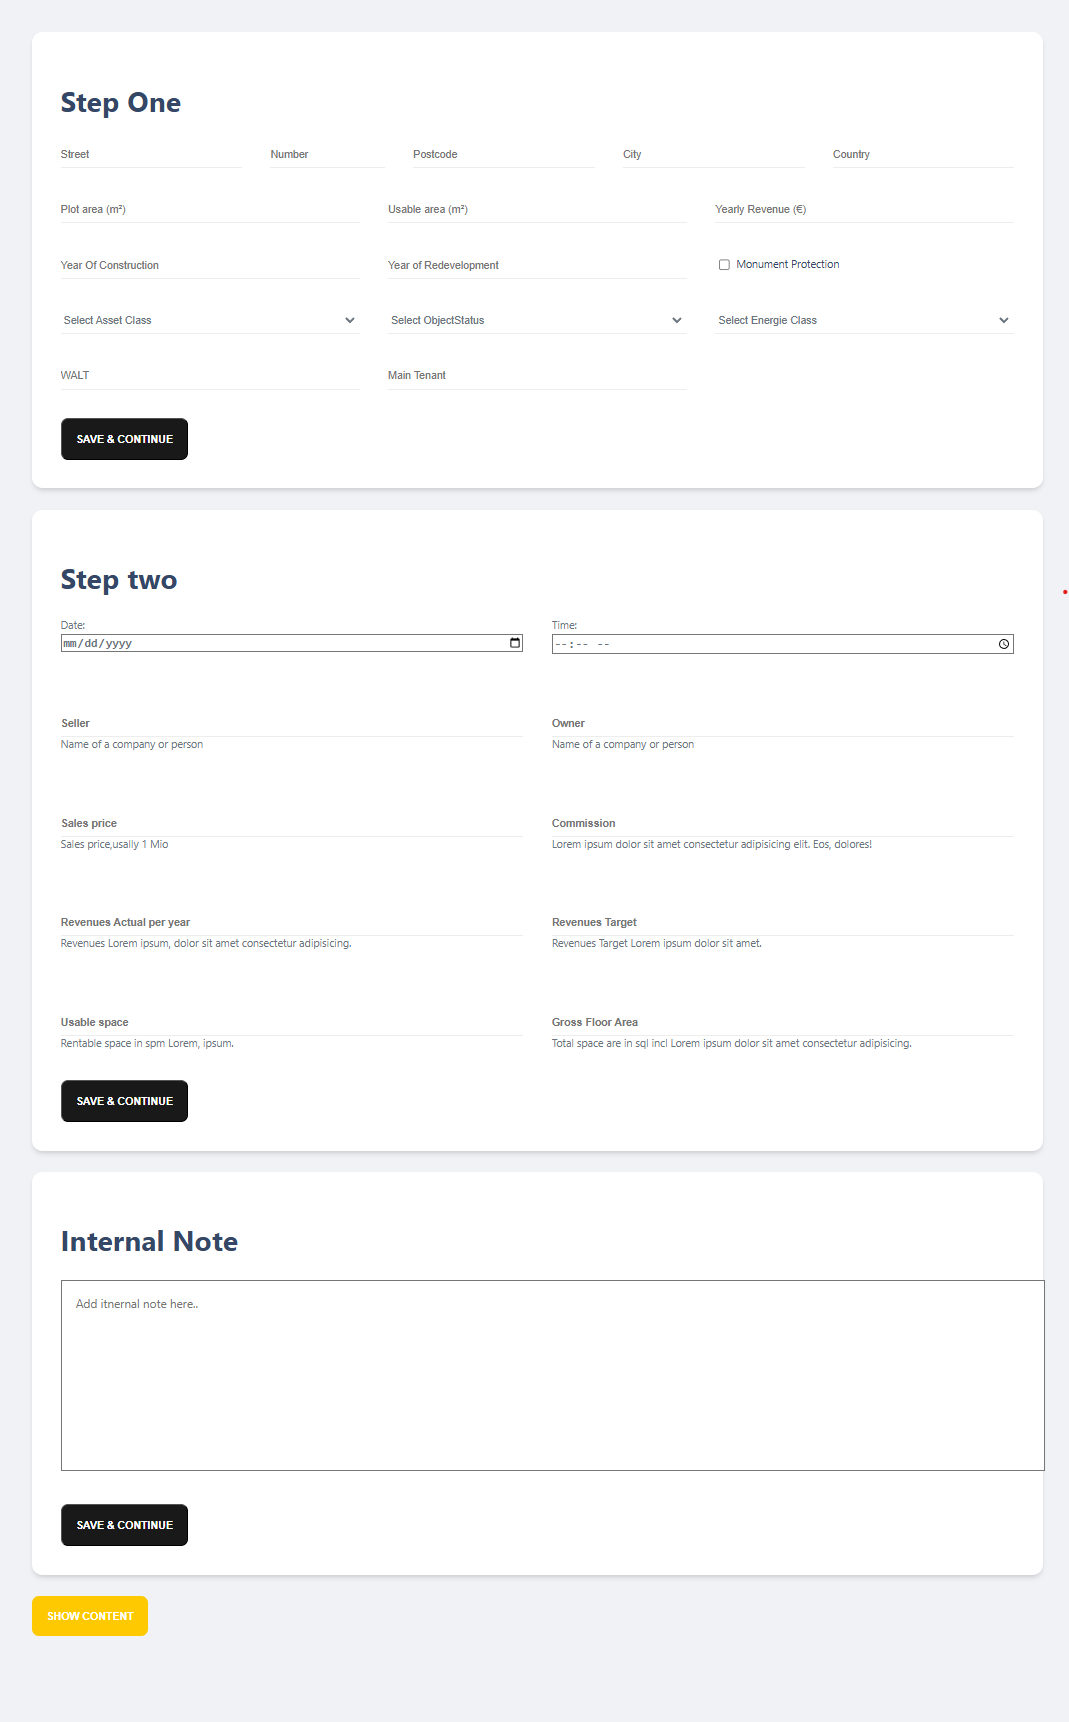 Step One
Street Number Postcode City Country
Plot area (m²) Usable area (m²) Yearly Revenue (€)
Year Of Construction Year of Redevelopment Monument Protection
Select Asset Class Select ObjectStatus Select Energie Class
WALT Main Tenant
SAVE & CONTINUE
Step two
Date: Time:
mm/dd/yyyy --:-- --
Seller Owner
Name of a company or person Name of a company or person
Sales price Commission
Sales price,usally 1 Mio Lorem ipsum dolor sit amet consectetur adipisicing elit. Eos, dolores!
Revenues Actual per year Revenues Target
Revenues Lorem ipsum, dolor sit amet consectetur adipisicing. Revenues Target Lorem ipsum dolor sit amet.
Usable space Gross Floor Area
Rentable space in spm Lorem, ipsum. Total space are in sql incl Lorem ipsum dolor sit amet consectetur adipisicing.
SAVE & CONTINUE
Internal Note
Add itnernal note here..
SAVE & CONTINUE
SHOW CONTENT